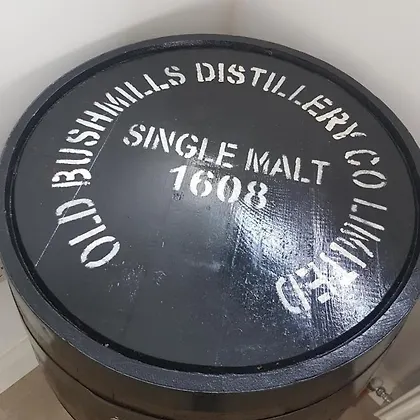 OLD BUSHMILLS DISTILLERY CO LIMITED
SINGLE MALT
1608